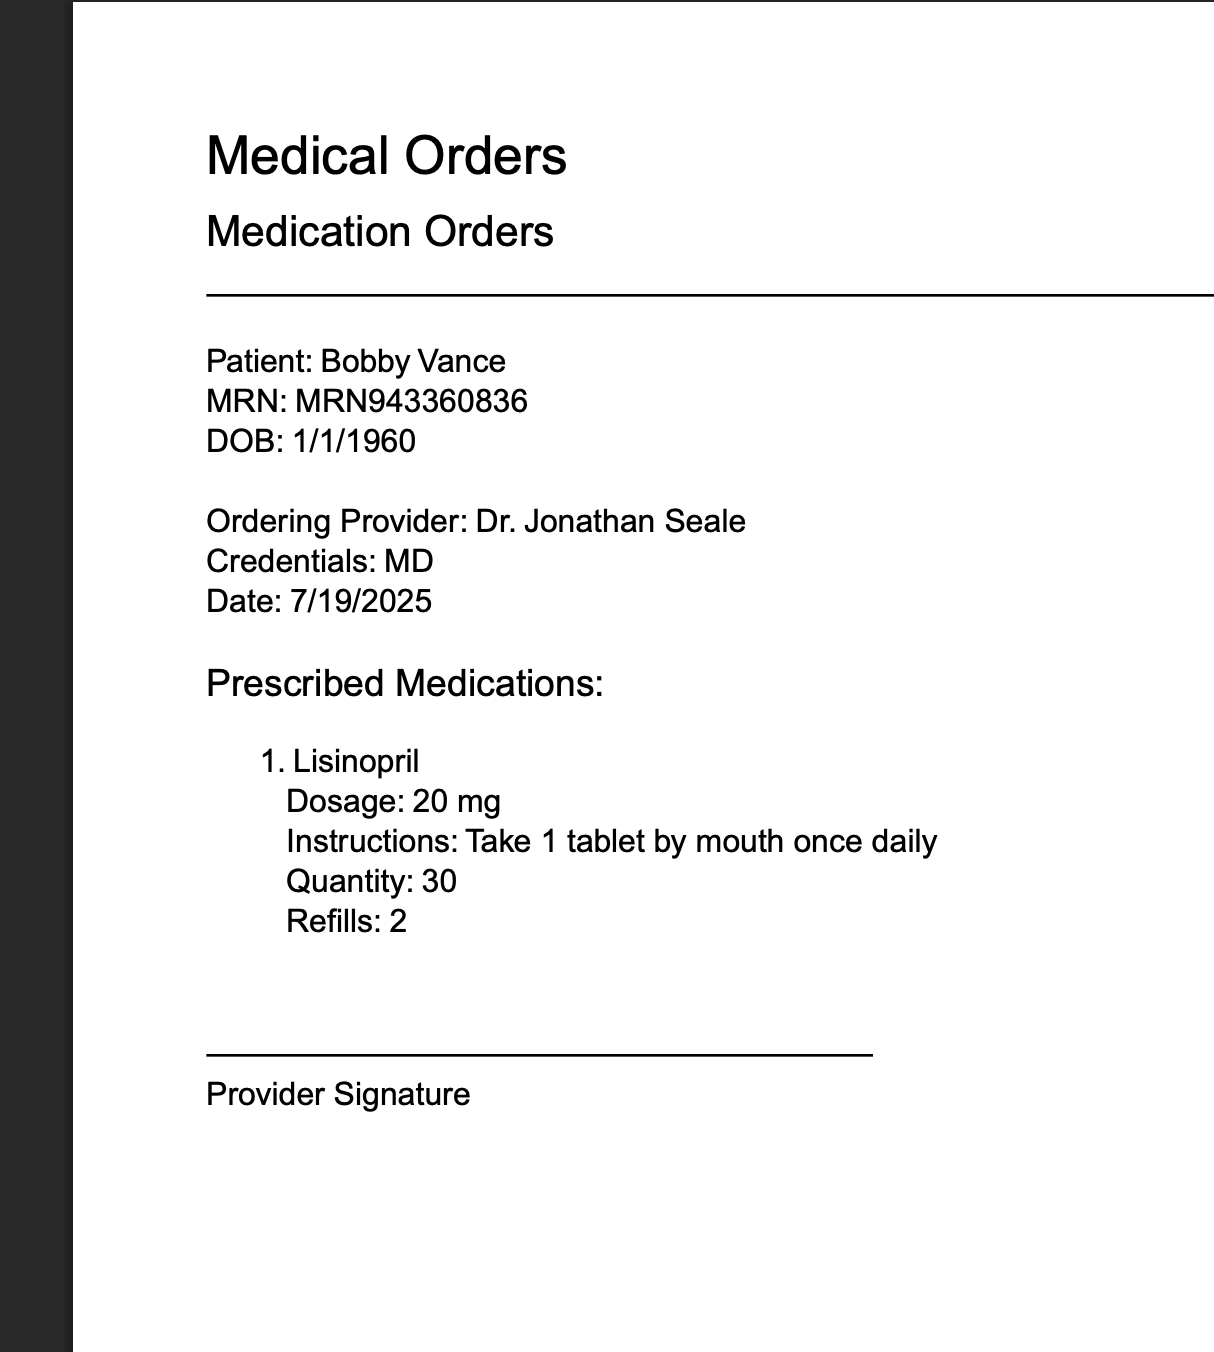 Medical Orders
Medication Orders
Patient: Bobby Vance
MRN: MRN943360836
DOB: 1/1/1960
Ordering Provider: Dr. Jonathan Seale
Credentials: MD
Date: 7/19/2025
Prescribed Medications:
1. Lisinopril
Dosage: 20 mg
Instructions: Take 1 tablet by mouth once daily
Quantity: 30
Refills: 2
Provider Signature